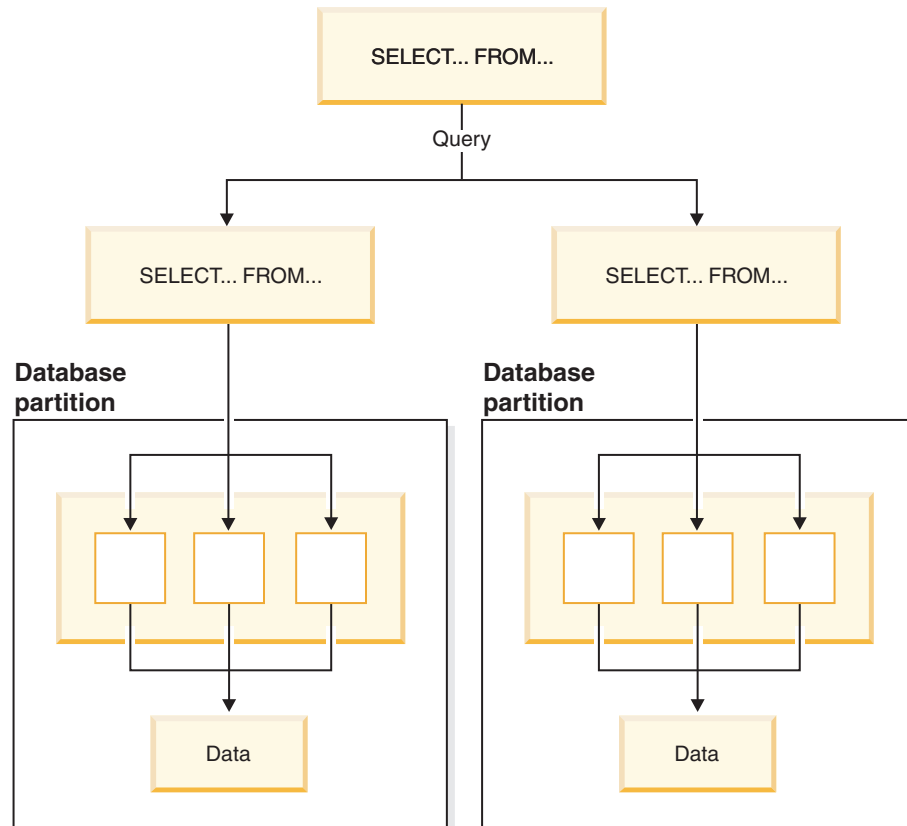 SELECT... FROM...
Query
SELECT... FROM...
SELECT... FROM...
Database
partition
Database
partition
Data
Data